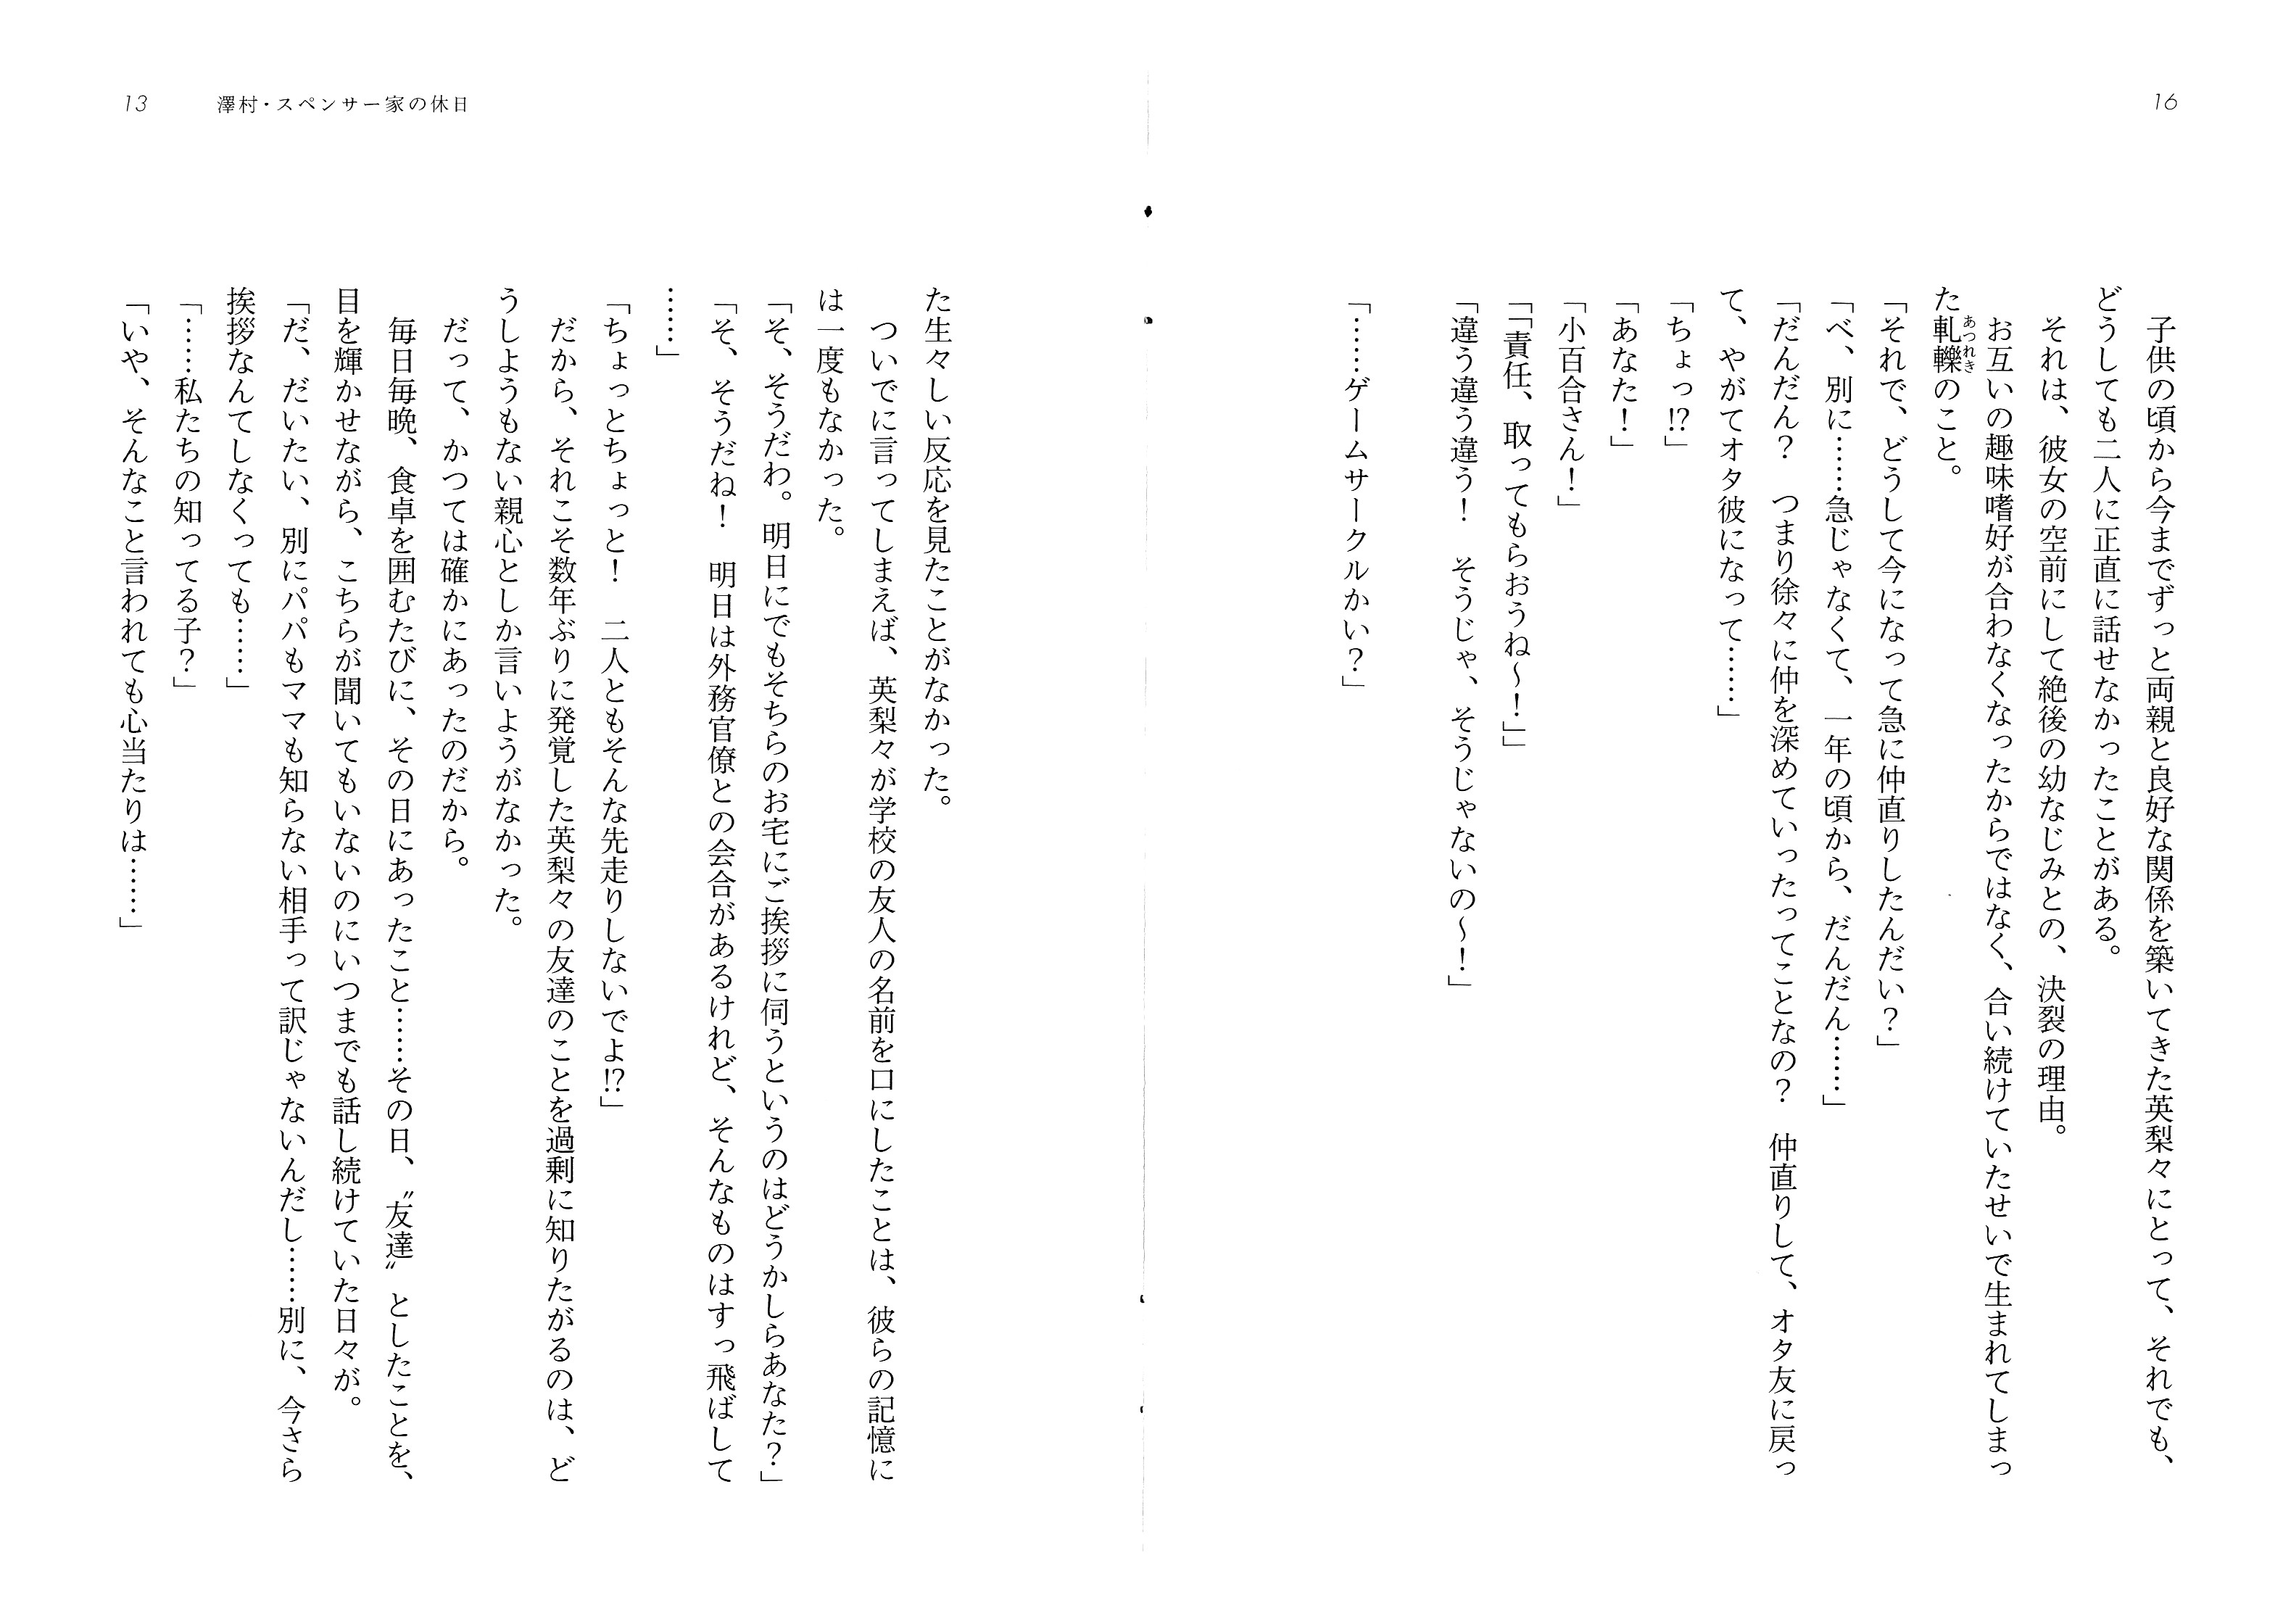 16
子供の頃から今までずっと両親と良好な関係を築いてきた英梨々にとって、それでも、
どうしても二人に正直に話せなかったことがある。
それは、彼女の空前にして絶後の幼なじみとの、決裂の理由。
お互いの趣味嗜好が合わなくなったからではなく、合い続けていたせいで生まれてしまっ
た軋轢のこと。
あつれき
「それで、どうして今になって急に仲直りしたんだい？」
「べ、別に……急じゃなくて、一年の頃から、だんだん……」
「だんだん？　つまり徐々に仲を深めていったってことなの？　仲直りして、オタ友に戻っ
て、やがてオタ彼になって……」
「ちょっ!?」
「あなた！」
「小百合さん！」
「「責任、取ってもらおうね～！」」
「違う違う違う！　そうじゃ、そうじゃないの～！」
「……ゲームサークルかい？」
13
澤村・スペンサー家の休日
た生々しい反応を見たことがなかった。
ついでに言ってしまえば、英梨々が学校の友人の名前を口にしたことは、彼らの記憶に
は一度もなかった。
「そ、そうだわ。明日にでもそちらのお宅にご挨拶に伺うというのはどうかしらあなた？」
「そ、そうだね！　明日は外務官僚との会合があるけれど、そんなものはすっ飛ばして
……」
「ちょっとちょっと！　二人ともそんな先走りしないでよ!?」
だから、それこそ数年ぶりに発覚した英梨々の友達のことを過剰に知りたがるのは、ど
うしようもない親心としか言いようがなかった。
だって、かつては確かにあったのだから。
毎日毎晩、食卓を囲むたびに、その日にあったこと……その日、〝友達〟としたことを、
目を輝かせながら、こちらが聞いてもいないのにいつまでも話し続けていた日々が。
「だ、だいたい、別にパパもママも知らない相手って訳じゃないんだし……別に、今さら
挨拶なんてしなくっても……」
「……私たちの知ってる子？」
「いや、そんなこと言われても心当たりは……」